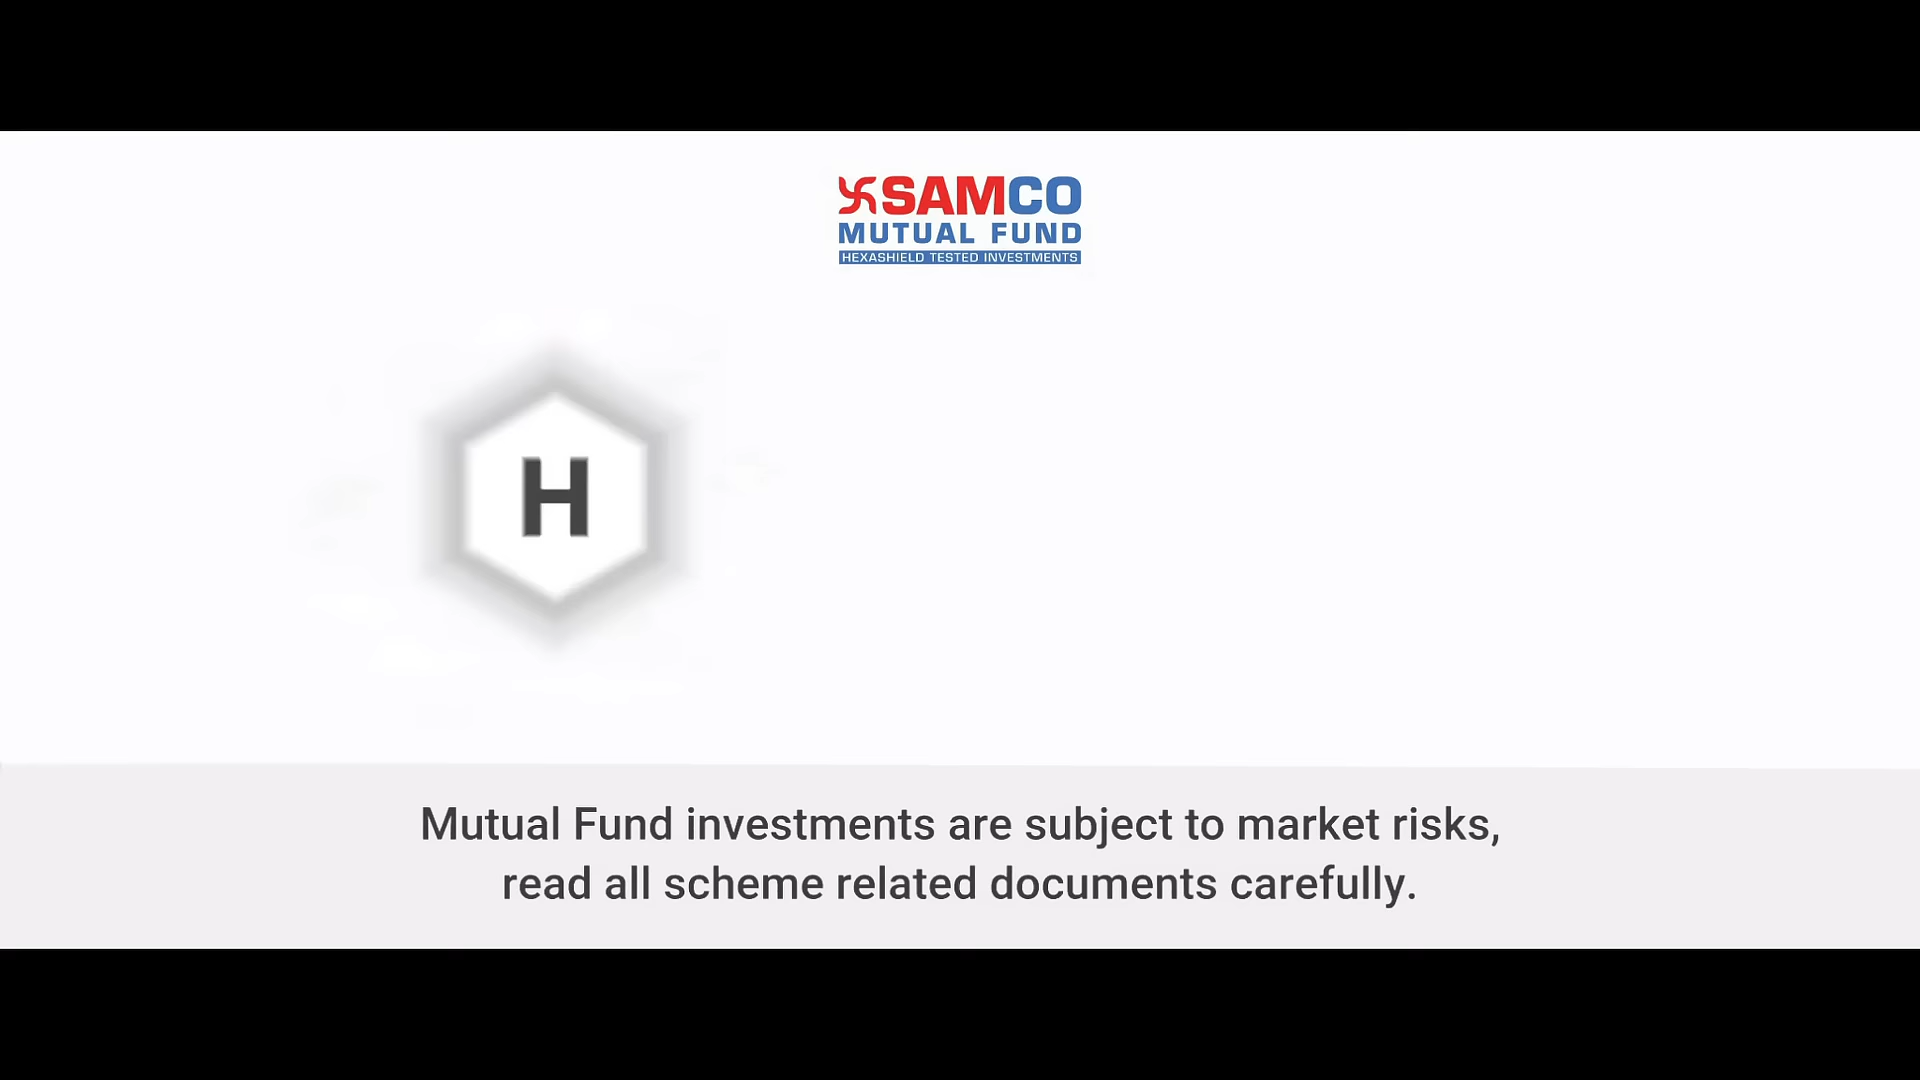 SAMCO
MUTUAL FUND
HEXASHIELD TESTED INVESTMENTS
H
Mutual Fund investments are subject to market risks,
read all scheme related documents carefully.